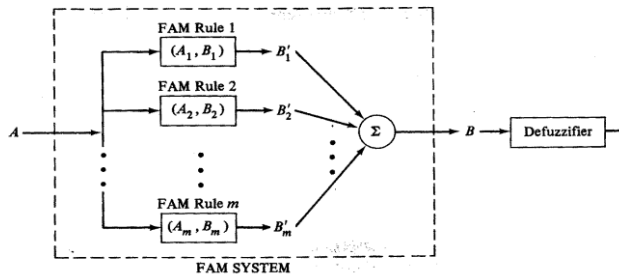 FAM Rule 1
(A₁, B₁)
B′₁
FAM Rule 2
(A₂, B₂)
B′₂
A
Σ
B
Defuzzifier
FAM Rule m
(Aₘ, Bₘ)
B′ₘ
FAM SYSTEM